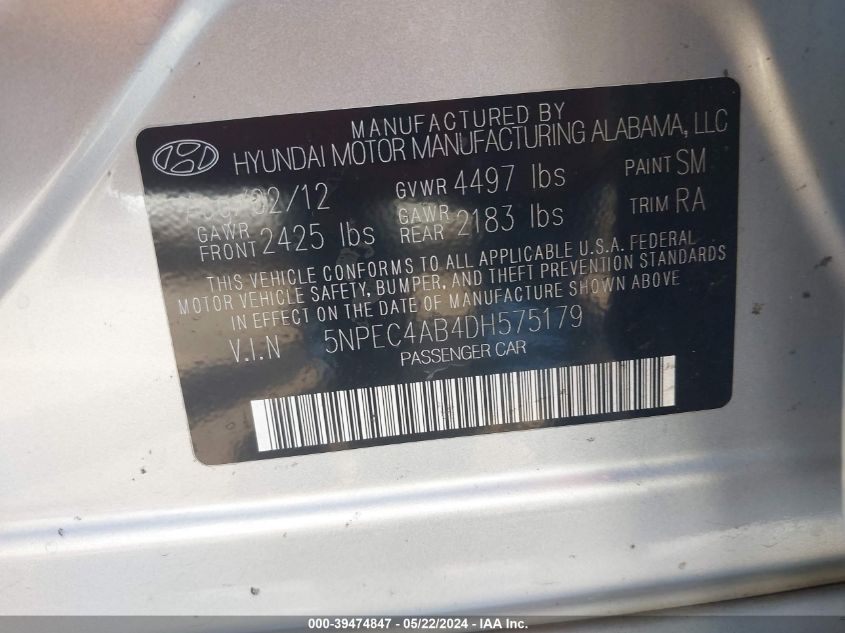 MANUFACTURED BY
HYUNDAI MOTOR MANUFACTURING ALABAMA, LLC
AUG/02/12 GVWR 4497 lbs PAINT SM
GAWR FRONT 2425 lbs GAWR REAR 2183 lbs TRIM RA
THIS VEHICLE CONFORMS TO ALL APPLICABLE U.S.A. FEDERAL
MOTOR VEHICLE SAFETY, BUMPER, AND THEFT PREVENTION STANDARDS
IN EFFECT ON THE DATE OF MANUFACTURE SHOWN ABOVE
V.I.N 5NPEC4AB4DH575179
PASSENGER CAR
000-39474847 - 05/22/2024 - IAA Inc.